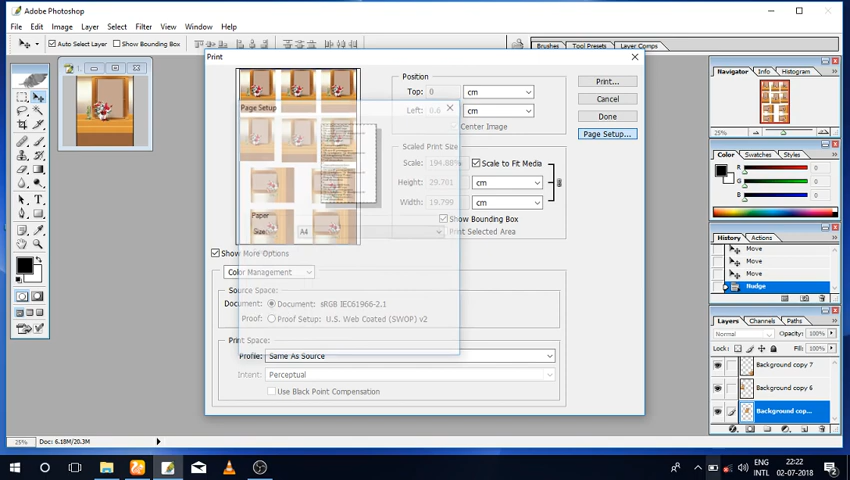 Adobe Photoshop
File Edit Image Layer Select Filter View Window Help
Auto Select Layer Show Bounding Box
Brushes Tool Presets Layer Comps
Print
Position
Top: 0 cm
Left: 0.6 cm
Center Image
Scaled Print Size
Scale: 194.88% Scale to Fit Media
Height: 29.701 cm
Width: 19.799 cm
Show Bounding Box
Print Selected Area
Print...
Cancel
Done
Page Setup...
Page Setup
Paper
Size: A4
Show More Options
Color Management
Source Space:
Document: Document: sRGB IEC61966-2.1
Proof: Proof Setup: U.S. Web Coated (SWOP) v2
Print Space:
Profile: Same As Source
Intent: Perceptual
Use Black Point Compensation
Navigator Info Histogram
25%
Color Swatches Styles
R 0
G 0
B 0
History Actions
Move
Move
Move
Nudge
Layers Channels Paths
Normal Opacity: 100%
Lock: Fill: 100%
Background copy 7
Background copy 6
Background cop...
25% Doc: 6.18M/20.3M
ENG 22:22
INTL 02-07-2018
2